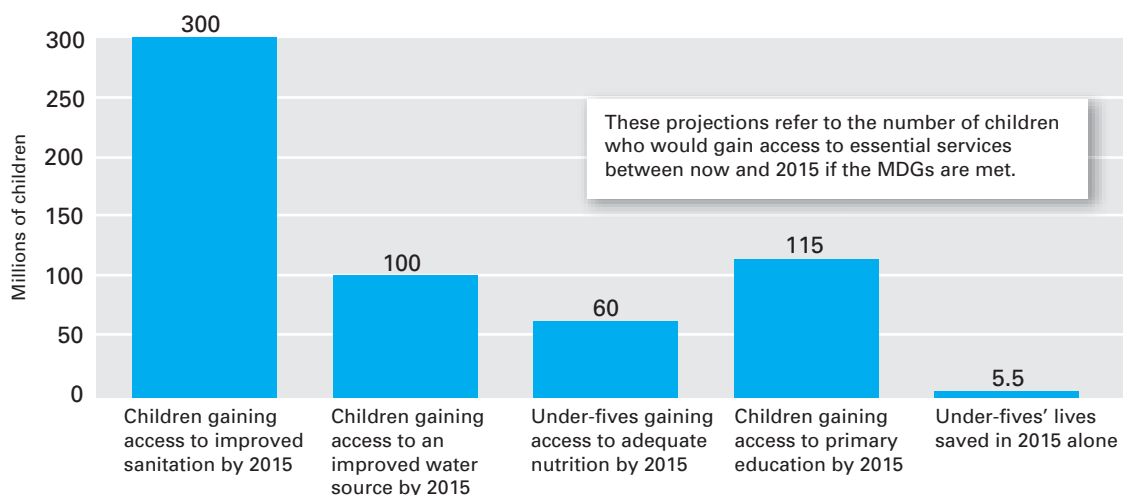 300
300
250
200
150
100
50
0
Millions of children
These projections refer to the number of children
who would gain access to essential services
between now and 2015 if the MDGs are met.
100
60
115
5.5
Children gaining
access to improved
sanitation by 2015
Children gaining
access to an
improved water
source by 2015
Under-fives gaining
access to adequate
nutrition by 2015
Children gaining
access to primary
education by 2015
Under-fives’ lives
saved in 2015 alone